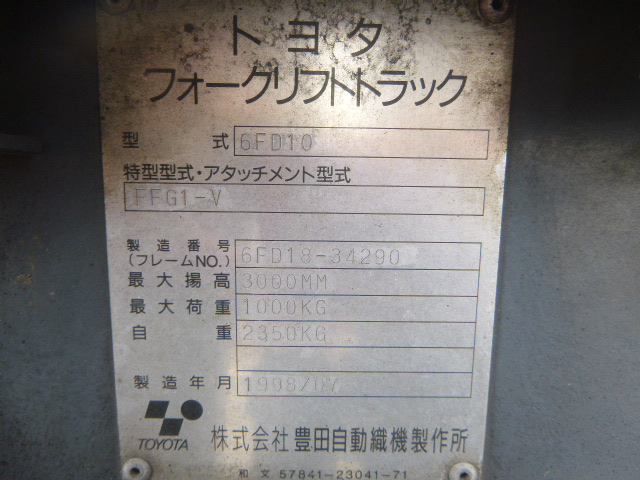 トヨタ
フォークリフトトラック
型 式 6FD10
特型型式・アタッチメント型式
FFG1-V
製造番号 6FD18-34290
(フレームNO.)
最大揚高 3000MM
最大荷重 1000KG
自 重 2350KG
製造年月 1998/07
TOYOTA 株式会社 豊田自動織機製作所
和文 57841-23041-71